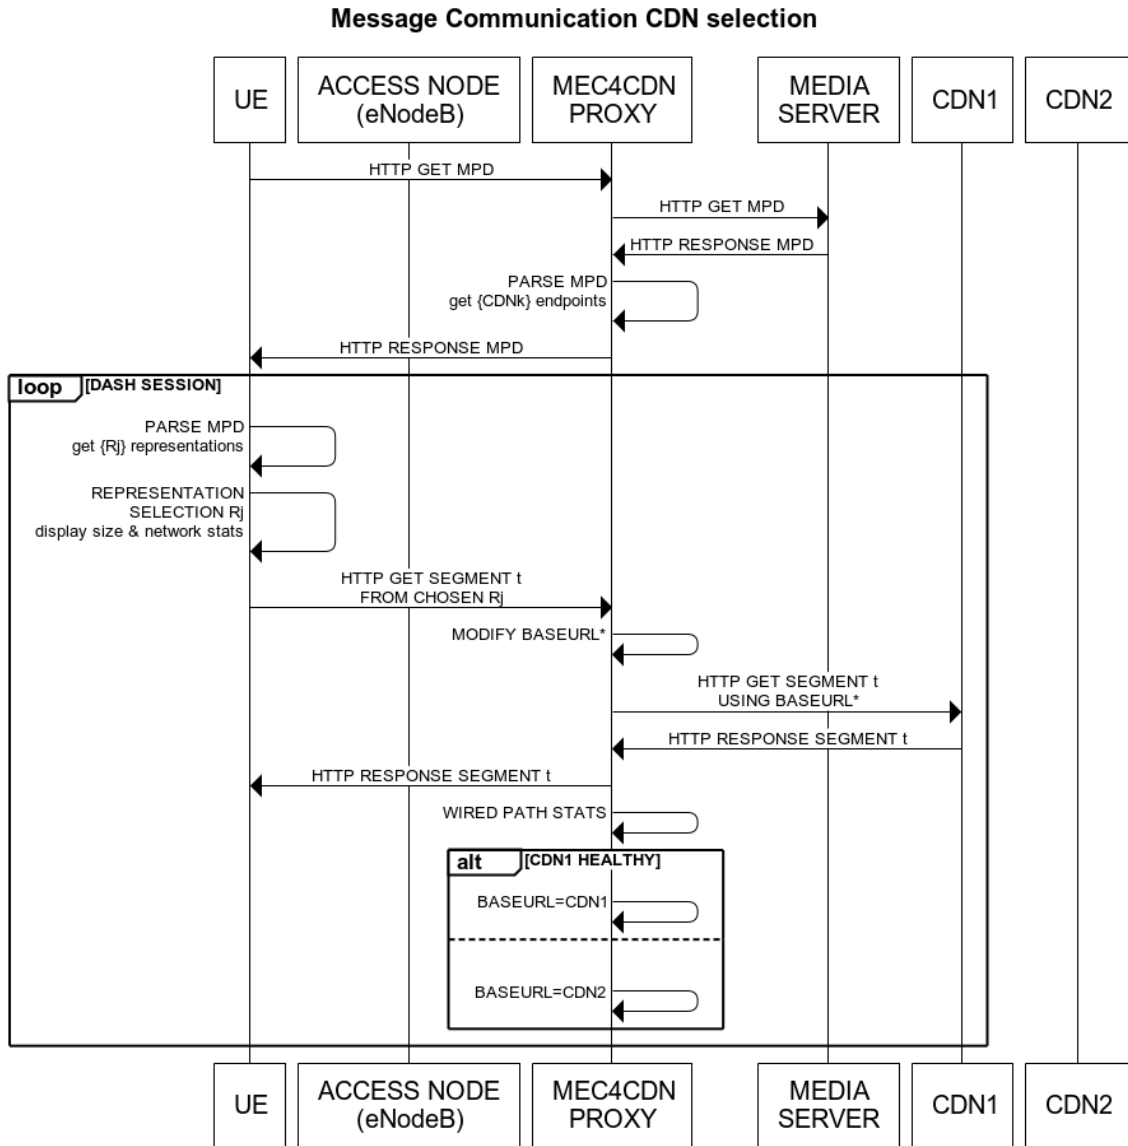 Message Communication CDN selection
UE
ACCESS NODE
(eNodeB)
MEC4CDN
PROXY
MEDIA
SERVER
CDN1
CDN2
HTTP GET MPD
HTTP GET MPD
HTTP RESPONSE MPD
PARSE MPD
get {CDNk} endpoints
HTTP RESPONSE MPD
loop
[DASH SESSION]
PARSE MPD
get {Rj} representations
REPRESENTATION
SELECTION Rj
display size & network stats
HTTP GET SEGMENT t
FROM CHOSEN Rj
MODIFY BASEURL*
HTTP GET SEGMENT t
USING BASEURL*
HTTP RESPONSE SEGMENT t
HTTP RESPONSE SEGMENT t
WIRED PATH STATS
alt
[CDN1 HEALTHY]
BASEURL=CDN1
BASEURL=CDN2
UE
ACCESS NODE
(eNodeB)
MEC4CDN
PROXY
MEDIA
SERVER
CDN1
CDN2